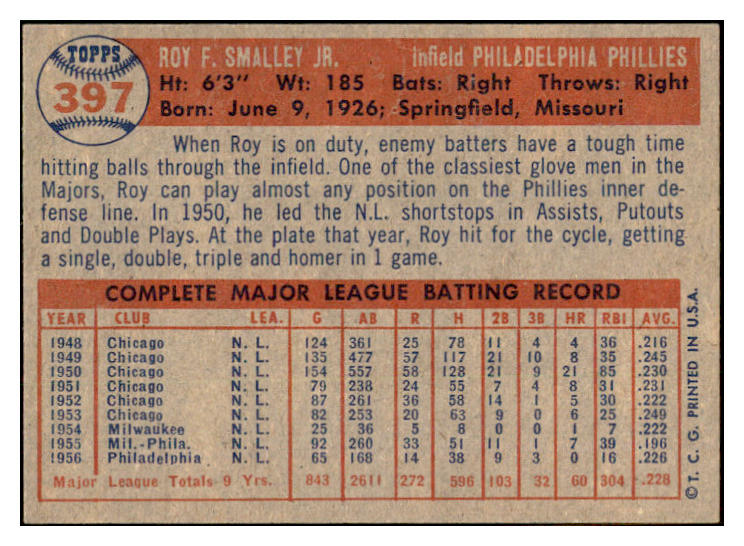 TOPPS
397
ROY F. SMALLEY JR. infield PHILADELPHIA PHILLIES
Ht: 6'3" Wt: 185 Bats: Right Throws: Right
Born: June 9, 1926; Springfield, Missouri
When Roy is on duty, enemy batters have a tough time
hitting balls through the infield. One of the classiest glove men in the
Majors, Roy can play almost any position on the Phillies inner de-
fense line. In 1950, he led the N.L. shortstops in Assists, Putouts
and Double Plays. At the plate that year, Roy hit for the cycle, getting
a single, double, triple and homer in 1 game.
COMPLETE MAJOR LEAGUE BATTING RECORD
YEAR CLUB LEA. G AB R H 2B 3B HR RBI AVG.
1948 Chicago N. L. 124 361 25 78 11 4 4 36 .216
1949 Chicago N. L. 135 477 57 117 21 10 8 35 .245
1950 Chicago N. L. 154 557 58 128 21 9 21 85 .230
1951 Chicago N. L. 79 238 24 55 7 4 8 31 .231
1952 Chicago N. L. 87 261 36 58 14 1 5 30 .222
1953 Chicago N. L. 82 253 20 63 9 0 6 25 .249
1954 Milwaukee N. L. 25 36 5 8 0 0 1 7 .222
1955 Mil.-Phila. N. L. 92 260 33 51 11 1 7 39 .196
1956 Philadelphia N. L. 65 168 14 38 9 3 0 16 .226
Major League Totals 9 Yrs. 843 2611 272 596 103 32 60 304 .228
©T. C. G. PRINTED IN U.S.A.